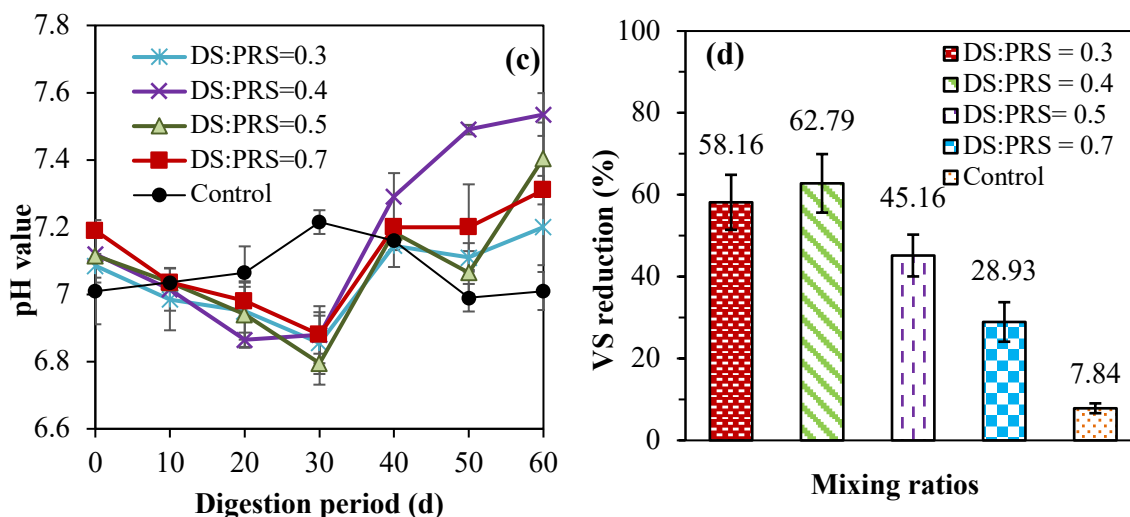 7.8
7.6
7.4
7.2
7
6.8
6.6
pH value
DS:PRS=0.3
DS:PRS=0.4
DS:PRS=0.5
DS:PRS=0.7
Control
(c)
0 10 20 30 40 50 60
Digestion period (d)
100
80
60
40
20
0
VS reduction (%)
(d)
DS:PRS = 0.3
DS:PRS = 0.4
DS:PRS= 0.5
DS:PRS = 0.7
Control
58.16
62.79
45.16
28.93
7.84
Mixing ratios